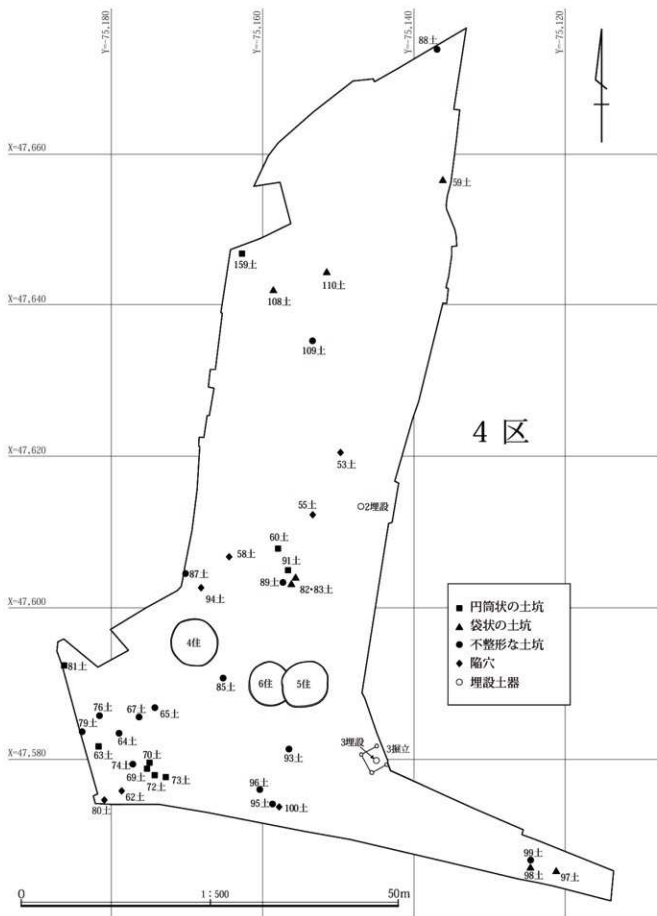 Y=-75,180
Y=-75,160
Y=-75,140
Y=-75,120
88土
X=-47,660
59土
159土
110土
108土
X=-47,640
109土
4 区
X=-47,620
53土
55土
2埋設
60土
58土
91土
87土
89土
82・83土
94土
X=-47,600
円筒状の土坑
袋状の土坑
不整形な土坑
陥穴
埋設土器
4住
81土
85土
6住
5住
76土
67土
65土
79土
64土
63土
70土
3埋設
3掘立
93土
X=-47,580
74土
69土
73土
72土
96土
62土
80土
95土
100土
99土
98土
97土
0
1 : 500
50m